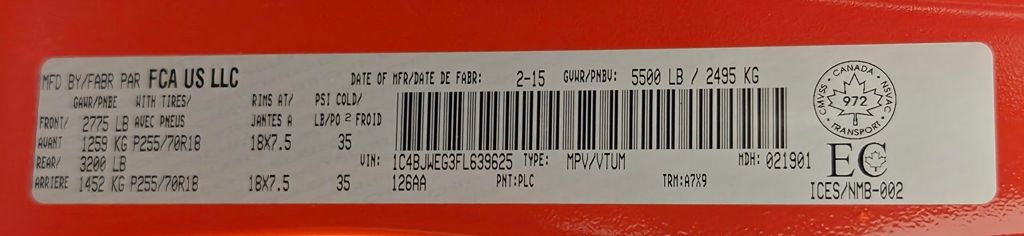 MFD BY/FABR PAR FCA US LLC DATE OF MFR/DATE DE FABR: 2-15 GVWR/PNBV: 5500 LB / 2495 KG
GAWR/PNBE WITH TIRES/ RIMS AT/ PSI COLD/
FRONT/ 2775 LB AVEC PNEUS JANTES A LB/PO² FROID
AVANT 1259 KG P255/70R18 18X7.5 35
REAR/ 3200 LB
ARRIERE 1452 KG P255/70R18 18X7.5 35
VIN: 1C4BJWEG3FL639625 TYPE: MPV/VTUM MDH: 021901
126AA PNT:PLC TRM:A7X9
CMVSS · CANADA · NSVAC
972
· TRANSPORT ·
EC
ICES/NMB-002